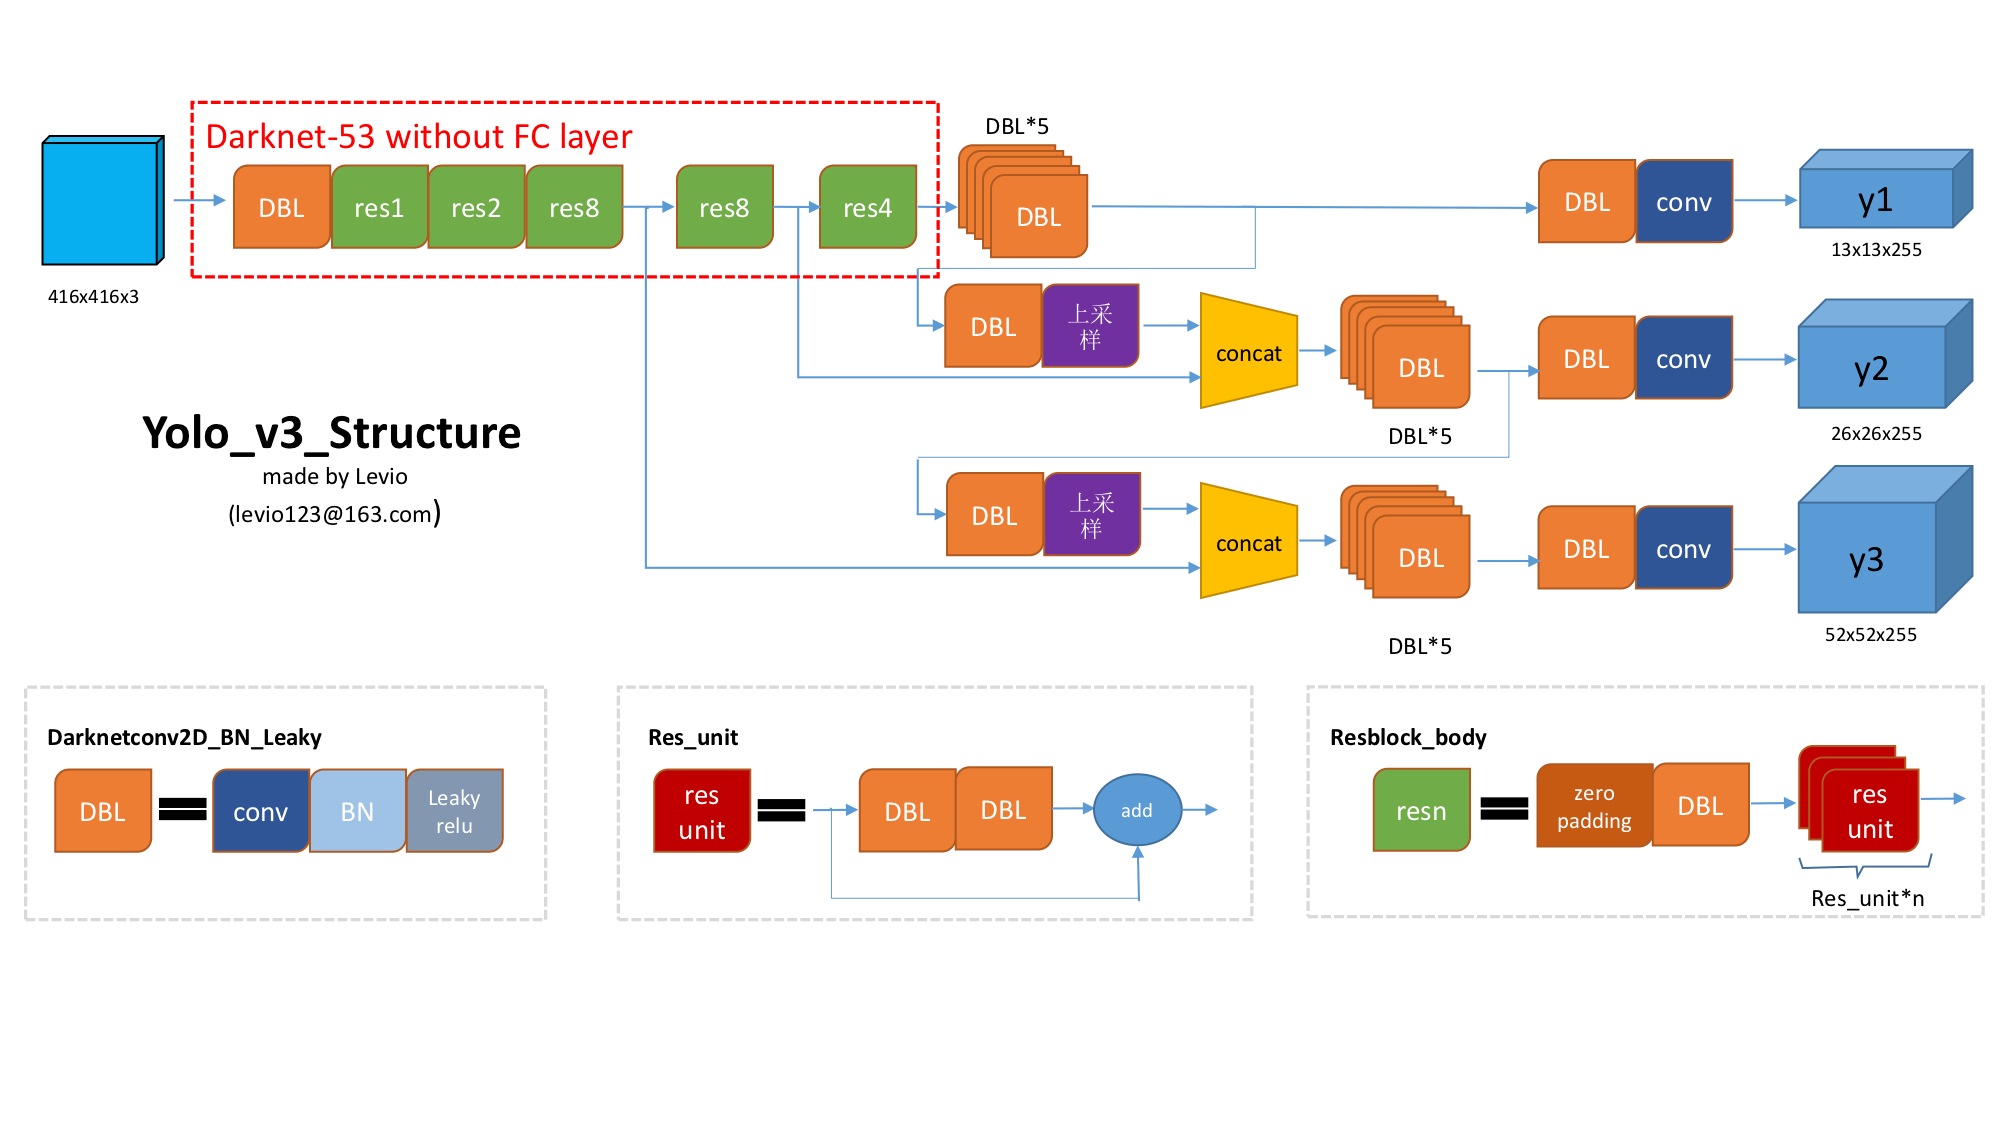 Darknet-53 without FC layer
DBL*5
DBL
res1
res2
res8
res8
res4
DBL
DBL
conv
y1
13x13x255
416x416x3
DBL
上采
样
concat
DBL
DBL*5
DBL
conv
y2
26x26x255
Yolo_v3_Structure
made by Levio
(levio123@163.com)
DBL
上采
样
concat
DBL
DBL*5
DBL
conv
y3
52x52x255
Darknetconv2D_BN_Leaky
DBL
conv
BN
Leaky
relu
Res_unit
res
unit
DBL
DBL
add
Resblock_body
resn
zero
padding
DBL
res
unit
Res_unit*n